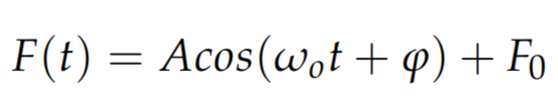 F(t) = Acos(ω₀t + φ) + F₀